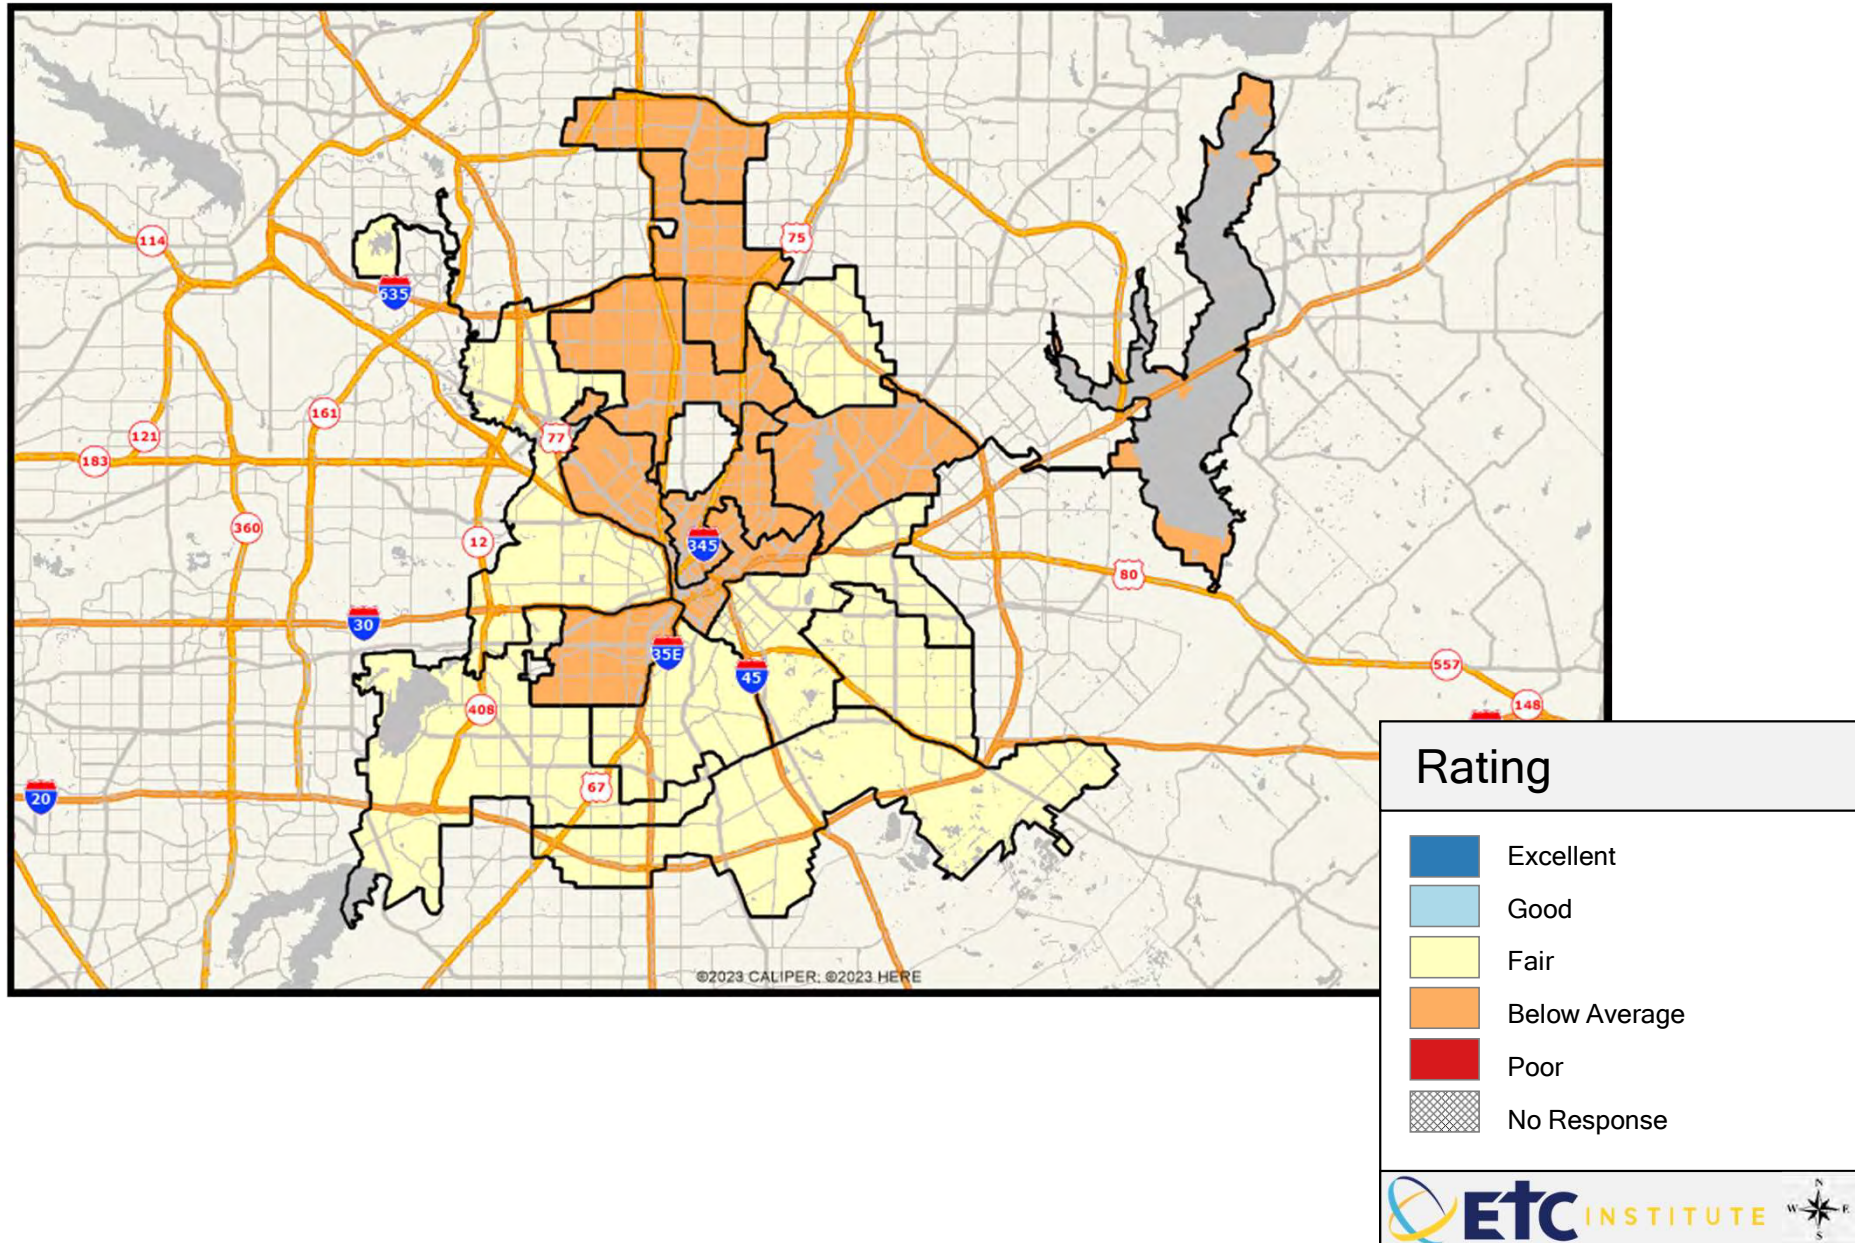 114
75
635
161
121
77
183
360
12
345
80
30
35E
45
557
408
148
67
20
©2023 CALIPER; ©2023 HERE
Rating
Excellent
Good
Fair
Below Average
Poor
No Response
ETC INSTITUTE
N
W E
S